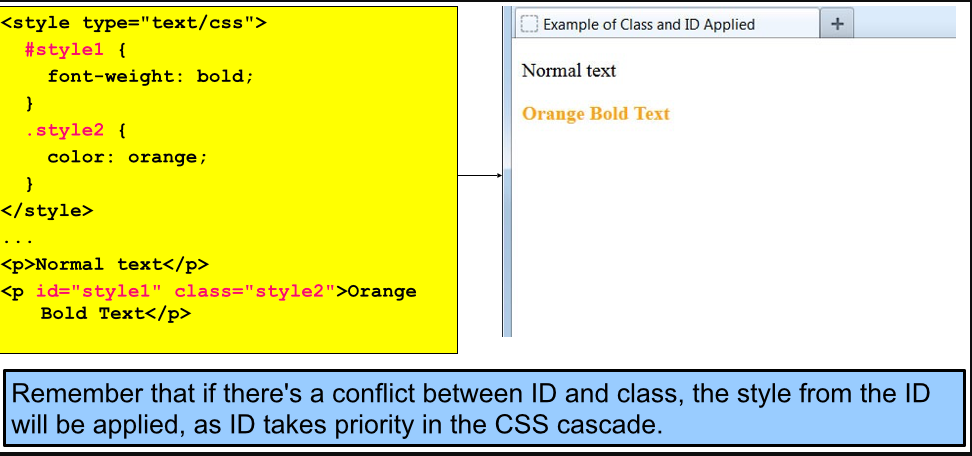 <style type="text/css">
#style1 {
font-weight: bold;
}
.style2 {
color: orange;
}
</style>
...
<p>Normal text</p>
<p id="style1" class="style2">Orange
Bold Text</p>
Example of Class and ID Applied
Normal text
Orange Bold Text
Remember that if there's a conflict between ID and class, the style from the ID
will be applied, as ID takes priority in the CSS cascade.